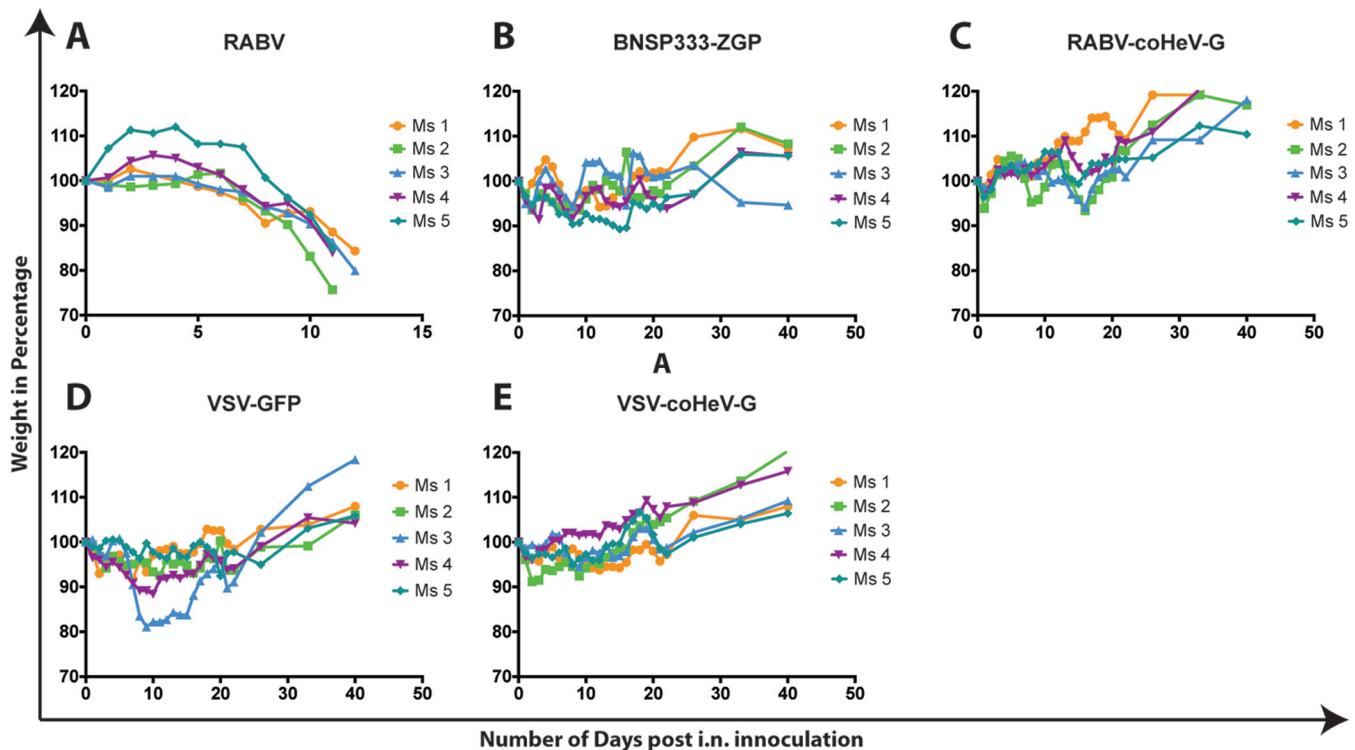 A
RABV
120
110
100
90
80
70
0
5
10
15
Ms 1
Ms 2
Ms 3
Ms 4
Ms 5
B
BNSP333-ZGP
120
110
100
90
80
70
0
10
20
30
40
50
Ms 1
Ms 2
Ms 3
Ms 4
Ms 5
C
RABV-coHeV-G
120
110
100
90
80
70
0
10
20
30
40
50
Ms 1
Ms 2
Ms 3
Ms 4
Ms 5
A
D
VSV-GFP
120
110
100
90
80
70
0
10
20
30
40
50
Ms 1
Ms 2
Ms 3
Ms 4
Ms 5
E
VSV-coHeV-G
120
110
100
90
80
70
0
10
20
30
40
50
Ms 1
Ms 2
Ms 3
Ms 4
Ms 5
Weight in Percentage
Number of Days post i.n. innoculation